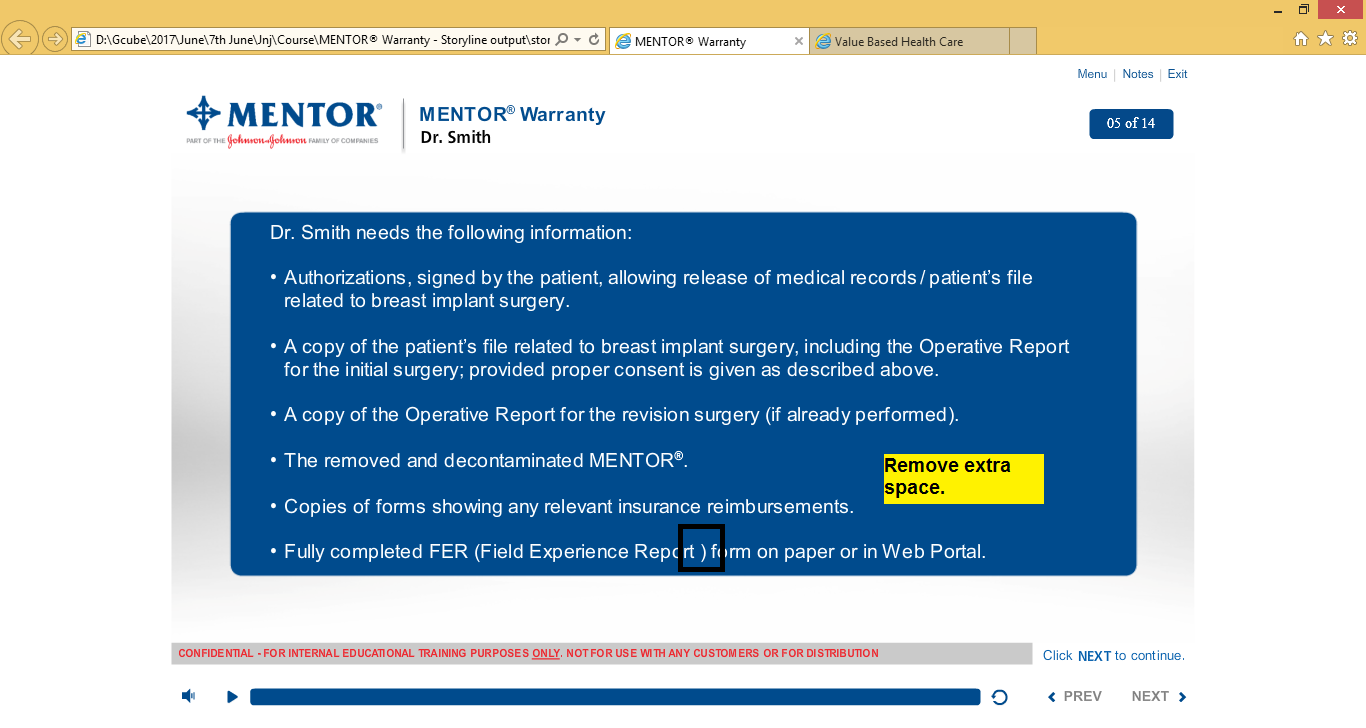 D:\Gcube\2017\June\7th June\Jnj\Course\MENTOR® Warranty - Storyline output\stor
MENTOR® Warranty
Value Based Health Care
Menu | Notes | Exit
MENTOR®
PART OF THE Johnson & Johnson FAMILY OF COMPANIES
MENTOR® Warranty
Dr. Smith
05 of 14
Dr. Smith needs the following information:
• Authorizations, signed by the patient, allowing release of medical records / patient's file
related to breast implant surgery.
• A copy of the patient's file related to breast implant surgery, including the Operative Report
for the initial surgery; provided proper consent is given as described above.
• A copy of the Operative Report for the revision surgery (if already performed).
• The removed and decontaminated MENTOR®.
Remove extra
space.
• Copies of forms showing any relevant insurance reimbursements.
• Fully completed FER (Field Experience Report ) form on paper or in Web Portal.
CONFIDENTIAL - FOR INTERNAL EDUCATIONAL TRAINING PURPOSES ONLY. NOT FOR USE WITH ANY CUSTOMERS OR FOR DISTRIBUTION
Click NEXT to continue.
PREV
NEXT